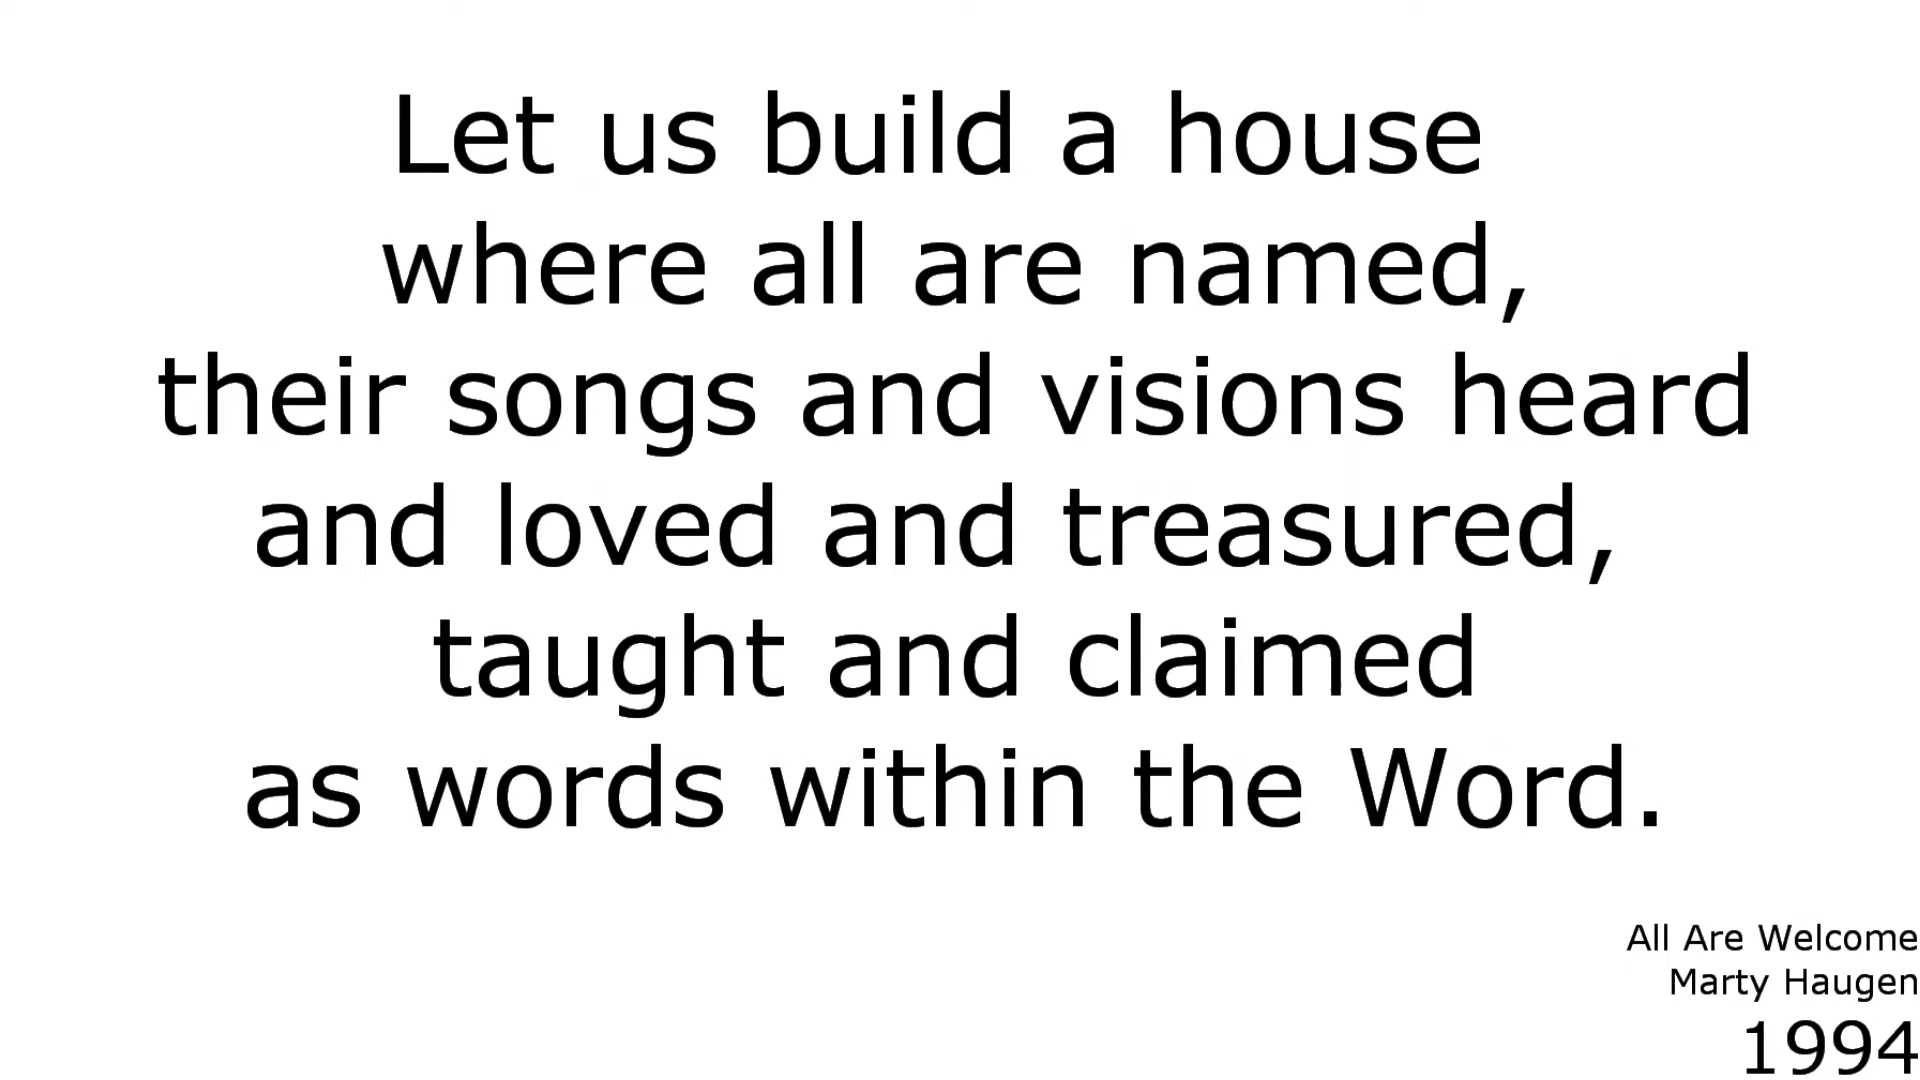 Let us build a house
where all are named,
their songs and visions heard
and loved and treasured,
taught and claimed
as words within the Word.
All Are Welcome
Marty Haugen
1994